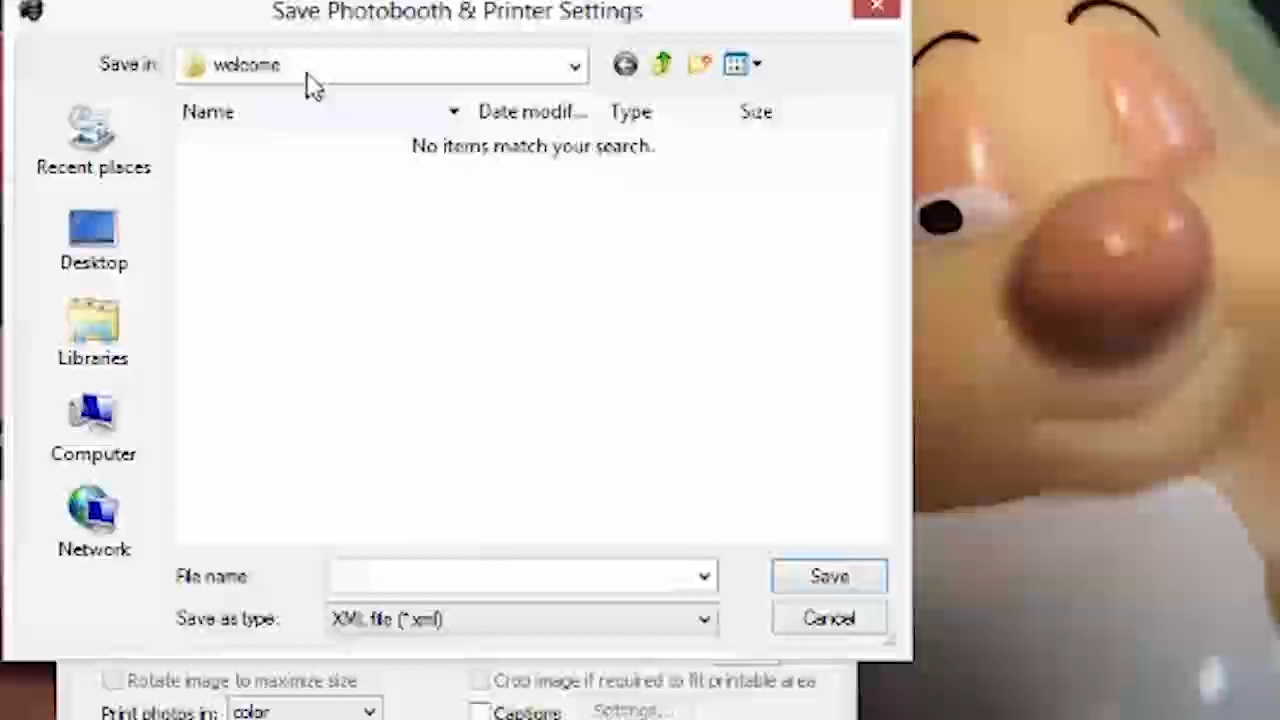 Save Photobooth & Printer Settings
Save in: welcome
Name Date modif... Type Size
No items match your search.
Recent places
Desktop
Libraries
Computer
Network
File name:
Save
Save as type: XML file (*.xml)
Cancel
Rotate image to maximize size
Crop image if required to fit printable area
Print photos in: color
Captions
Settings...